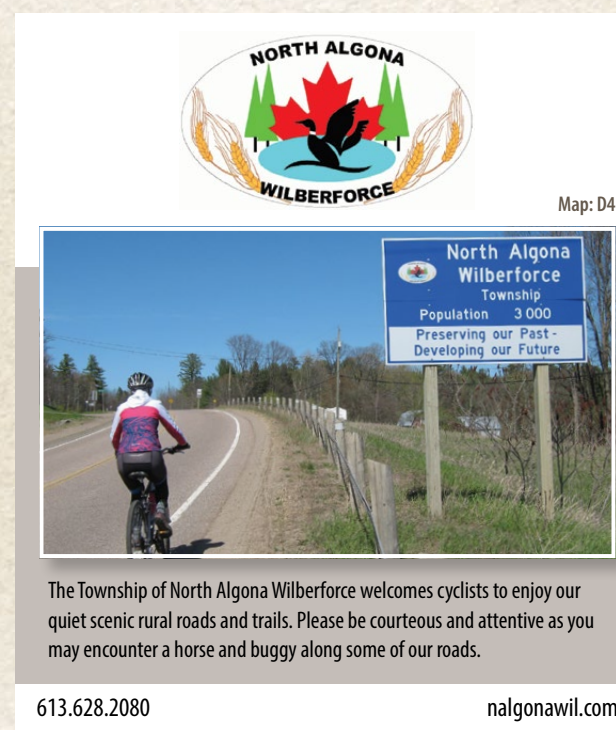 NORTH ALGONA
WILBERFORCE
Map: D4
North Algona
Wilberforce
Township
Population 3 000
Preserving our Past -
Developing our Future
The Township of North Algona Wilberforce welcomes cyclists to enjoy our
quiet scenic rural roads and trails. Please be courteous and attentive as you
may encounter a horse and buggy along some of our roads.
613.628.2080
nalgonawil.com